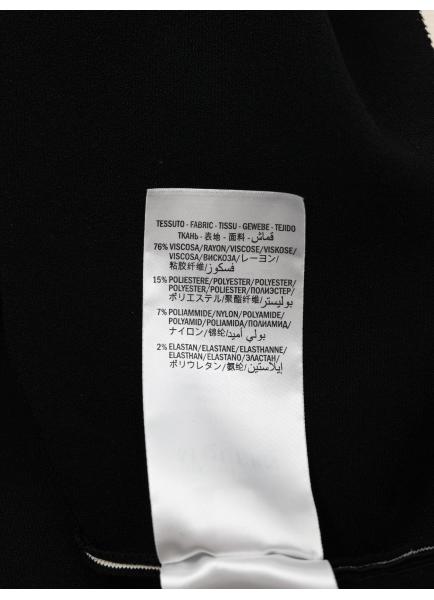 TESSUTO - FABRIC - TISSU - GEWEBE - TEJIDO
ТКАНЬ - 表地 - 面料 - قماش
76% VISCOSA/RAYON/VISCOSE/VISKOSE/
VISCOSA/ВИСКОЗА/レーヨン/
粘胶纤维/فسكوز
15% POLIESTERE/POLYESTER/POLYESTER/
POLYESTER/POLIESTER/ПОЛИЭСТЕР/
ポリエステル/聚酯纤维/بوليستر
7% POLIAMMIDE/NYLON/POLYAMIDE/
POLYAMID/POLIAMIDA/ПОЛИАМИД/
ナイロン/锦纶/بولي أميد
2% ELASTAN/ELASTANE/ELASTHANNE/
ELASTHAN/ELASTANO/ЭЛАСТАН/
ポリウレタン/氨纶/إيلاستين